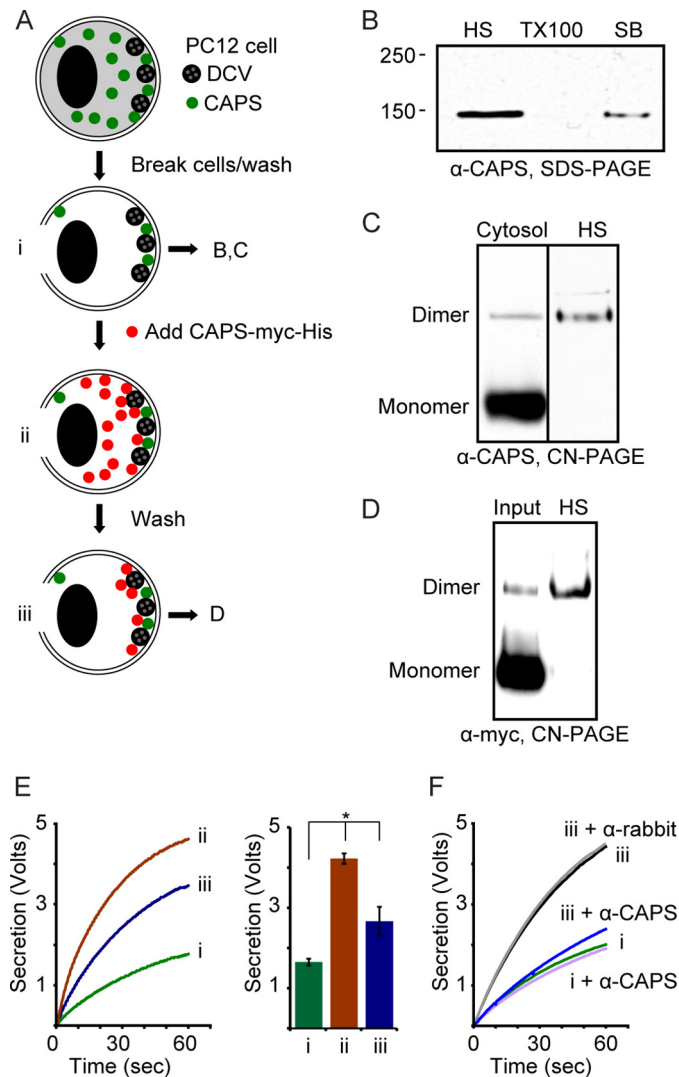 A
PC12 cell
DCV
CAPS
Break cells/wash
i
B,C
Add CAPS-myc-His
ii
Wash
iii
D
B
HS TX100 SB
250 -
150 -
α-CAPS, SDS-PAGE
C
Cytosol HS
Dimer
Monomer
α-CAPS, CN-PAGE
D
Input HS
Dimer
Monomer
α-myc, CN-PAGE
E
Secretion (Volts)
5
3
1
0 60
Time (sec)
ii
iii
i
Secretion (Volts)
5
3
1
*
i ii iii
F
Secretion (Volts)
5
3
1
0 60
Time (sec)
iii + α-rabbit
iii
iii + α-CAPS
i
i + α-CAPS